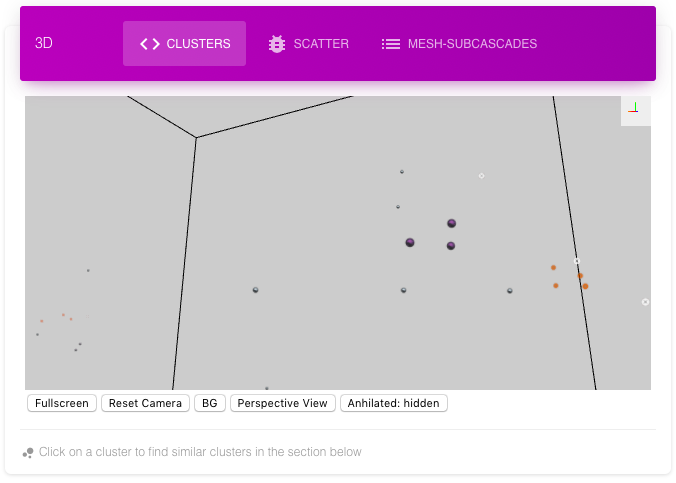 3D CLUSTERS SCATTER MESH-SUBCASCADES
Fullscreen Reset Camera BG Perspective View Anhilated: hidden
Click on a cluster to find similar clusters in the section below